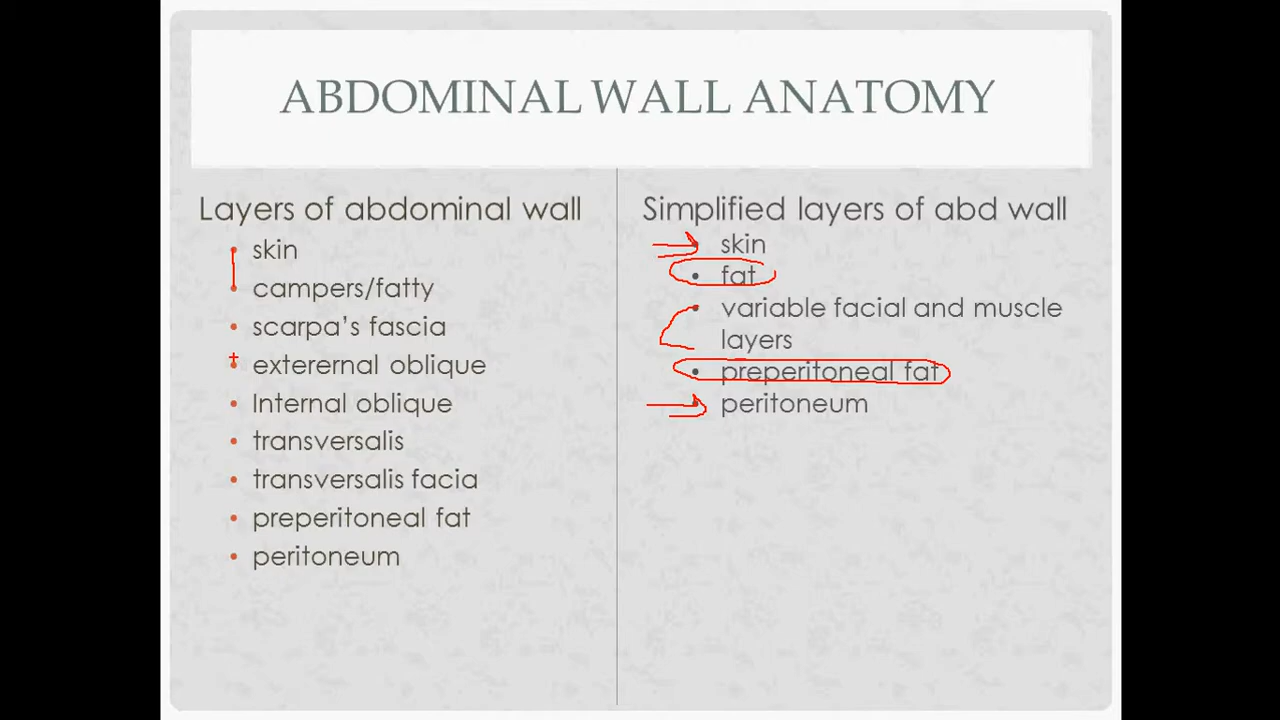 ABDOMINAL WALL ANATOMY
Layers of abdominal wall
• skin
• campers/fatty
• scarpa's fascia
• exterernal oblique
• Internal oblique
• transversalis
• transversalis facia
• preperitoneal fat
• peritoneum
Simplified layers of abd wall
• skin
• fat
• variable facial and muscle
layers
• preperitoneal fat
• peritoneum